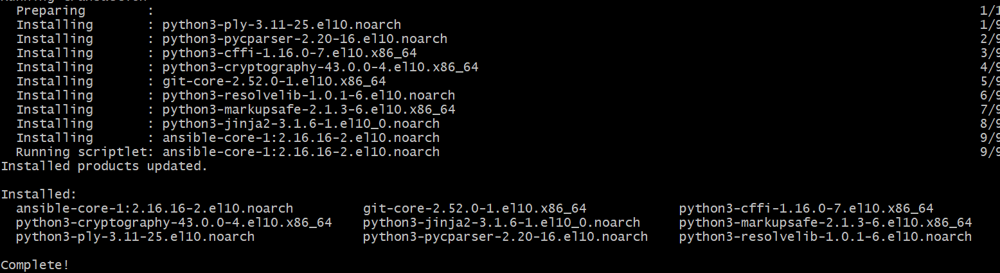 Running transaction
  Preparing        :                                                                                                              1/1
  Installing       : python3-ply-3.11-25.el10.noarch                                                                              1/9
  Installing       : python3-pycparser-2.20-16.el10.noarch                                                                        2/9
  Installing       : python3-cffi-1.16.0-7.el10.x86_64                                                                            3/9
  Installing       : python3-cryptography-43.0.0-4.el10.x86_64                                                                    4/9
  Installing       : git-core-2.52.0-1.el10.x86_64                                                                                5/9
  Installing       : python3-resolvelib-1.0.1-6.el10.noarch                                                                       6/9
  Installing       : python3-markupsafe-2.1.3-6.el10.x86_64                                                                       7/9
  Installing       : python3-jinja2-3.1.6-1.el10_0.noarch                                                                         8/9
  Installing       : ansible-core-1:2.16.16-2.el10.noarch                                                                         9/9
  Running scriptlet: ansible-core-1:2.16.16-2.el10.noarch                                                                         9/9
Installed products updated.

Installed:
  ansible-core-1:2.16.16-2.el10.noarch         git-core-2.52.0-1.el10.x86_64            python3-cffi-1.16.0-7.el10.x86_64
  python3-cryptography-43.0.0-4.el10.x86_64    python3-jinja2-3.1.6-1.el10_0.noarch     python3-markupsafe-2.1.3-6.el10.x86_64
  python3-ply-3.11-25.el10.noarch              python3-pycparser-2.20-16.el10.noarch    python3-resolvelib-1.0.1-6.el10.noarch

Complete!